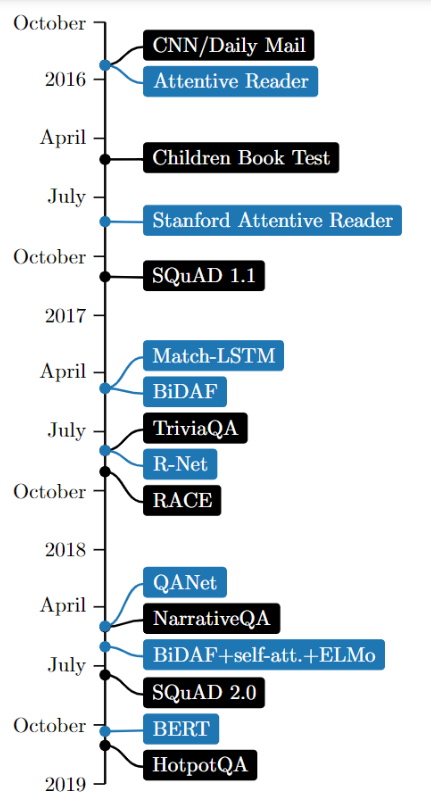 October
CNN/Daily Mail
2016
Attentive Reader
April
Children Book Test
July
Stanford Attentive Reader
October
SQuAD 1.1
2017
Match-LSTM
April
BiDAF
TriviaQA
July
R-Net
October
RACE
2018
QANet
April
NarrativeQA
BiDAF+self-att.+ELMo
July
SQuAD 2.0
October
BERT
HotpotQA
2019